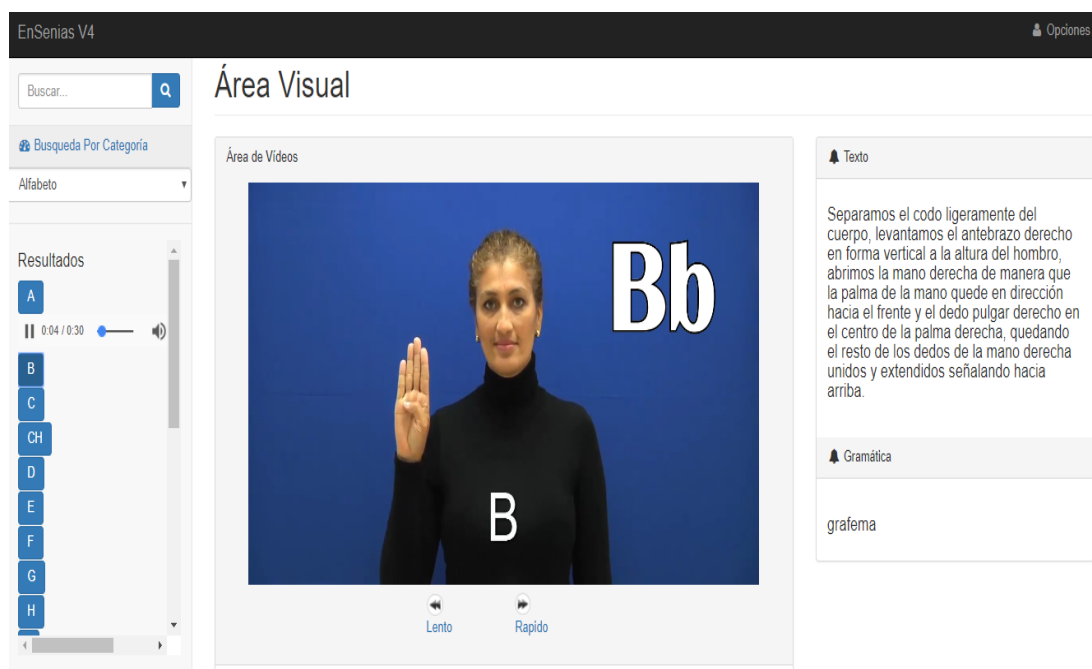 EnSenias V4
Opciones
Buscar...
Área Visual
Busqueda Por Categoría
Alfabeto
Resultados
A
0:04 / 0:30
B
C
CH
D
E
F
G
H
Área de Vídeos
Bb
B
Lento
Rapido
Texto
Separamos el codo ligeramente del
cuerpo, levantamos el antebrazo derecho
en forma vertical a la altura del hombro,
abrimos la mano derecha de manera que
la palma de la mano quede en dirección
hacia el frente y el dedo pulgar derecho en
el centro de la palma derecha, quedando
el resto de los dedos de la mano derecha
unidos y extendidos señalando hacia
arriba.
Gramática
grafema